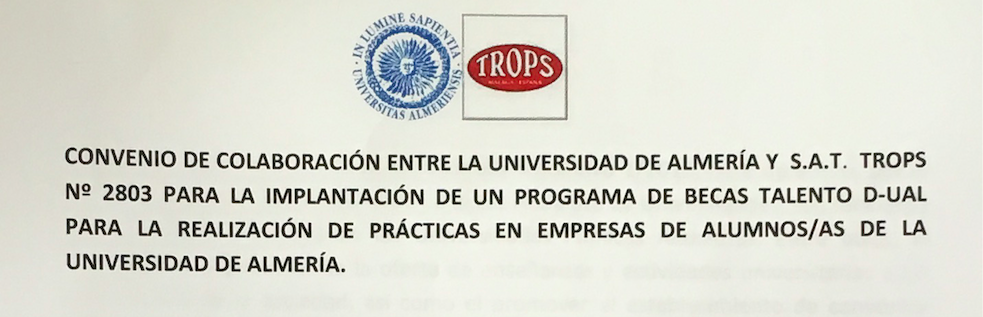 IN LUMINE SAPIENTIA
UNIVERSITAS ALMERIENSIS
TROPS
MÁLAGA - ESPAÑA
CONVENIO DE COLABORACIÓN ENTRE LA UNIVERSIDAD DE ALMERÍA Y S.A.T. TROPS
Nº 2803 PARA LA IMPLANTACIÓN DE UN PROGRAMA DE BECAS TALENTO D-UAL
PARA LA REALIZACIÓN DE PRÁCTICAS EN EMPRESAS DE ALUMNOS/AS DE LA
UNIVERSIDAD DE ALMERÍA.